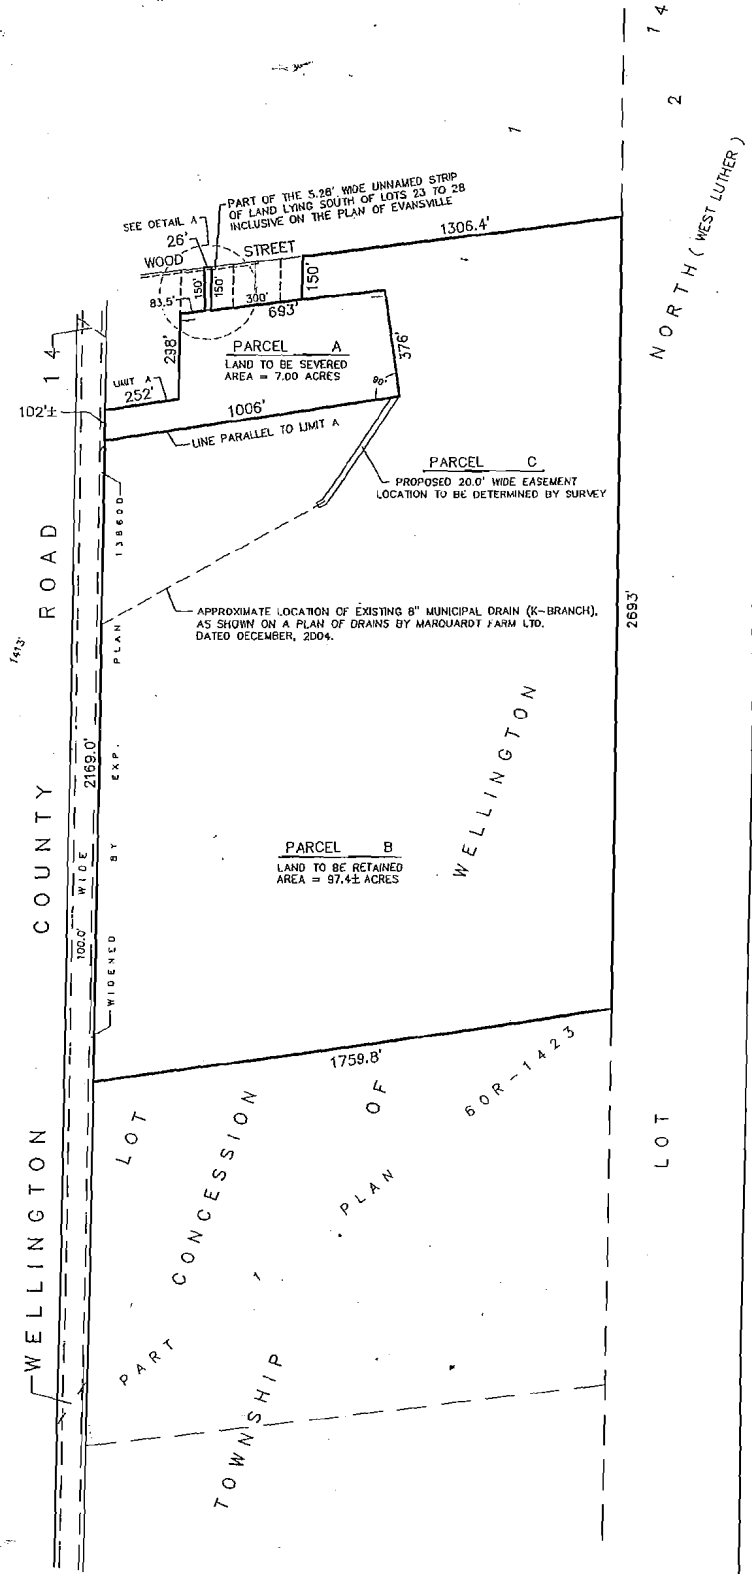 1 4
2
1
NORTH ( WEST LUTHER )
PART OF THE 5.28' WIDE UNNAMED STRIP
OF LAND LYING SOUTH OF LOTS 23 TO 28
INCLUSIVE ON THE PLAN OF EVANSVILLE
SEE DETAIL A
26'
WOOD STREET
1306.4'
150'
150'
150'
83.5'
300'
693'
298'
376'
PARCEL A
LAND TO BE SEVERED
AREA = 7.00 ACRES
LIMIT A
252'
90°
102'±
1006'
LINE PARALLEL TO LIMIT A
PARCEL C
PROPOSED 20.0' WIDE EASEMENT
LOCATION TO BE DETERMINED BY SURVEY
APPROXIMATE LOCATION OF EXISTING 8" MUNICIPAL DRAIN (K-BRANCH),
AS SHOWN ON A PLAN OF DRAINS BY MARQUARDT FARM LTD.
DATED DECEMBER, 2004.
2693'
1413'
2169.0'
100.0' WIDE
WIDENED BY EXP. PLAN 13860D
WELLINGTON COUNTY ROAD 14
PARCEL B
LAND TO BE RETAINED
AREA = 97.4± ACRES
WELLINGTON
1759.8'
LOT
CONCESSION
OF
PLAN
60R-1423
PART
TOWNSHIP
LOT